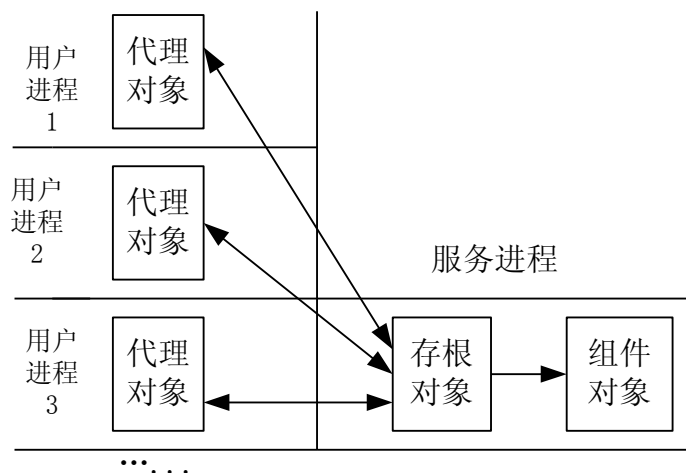 用户
进程
1
代理
对象
用户
进程
2
代理
对象
服务进程
用户
进程
3
代理
对象
存根
对象
组件
对象
……